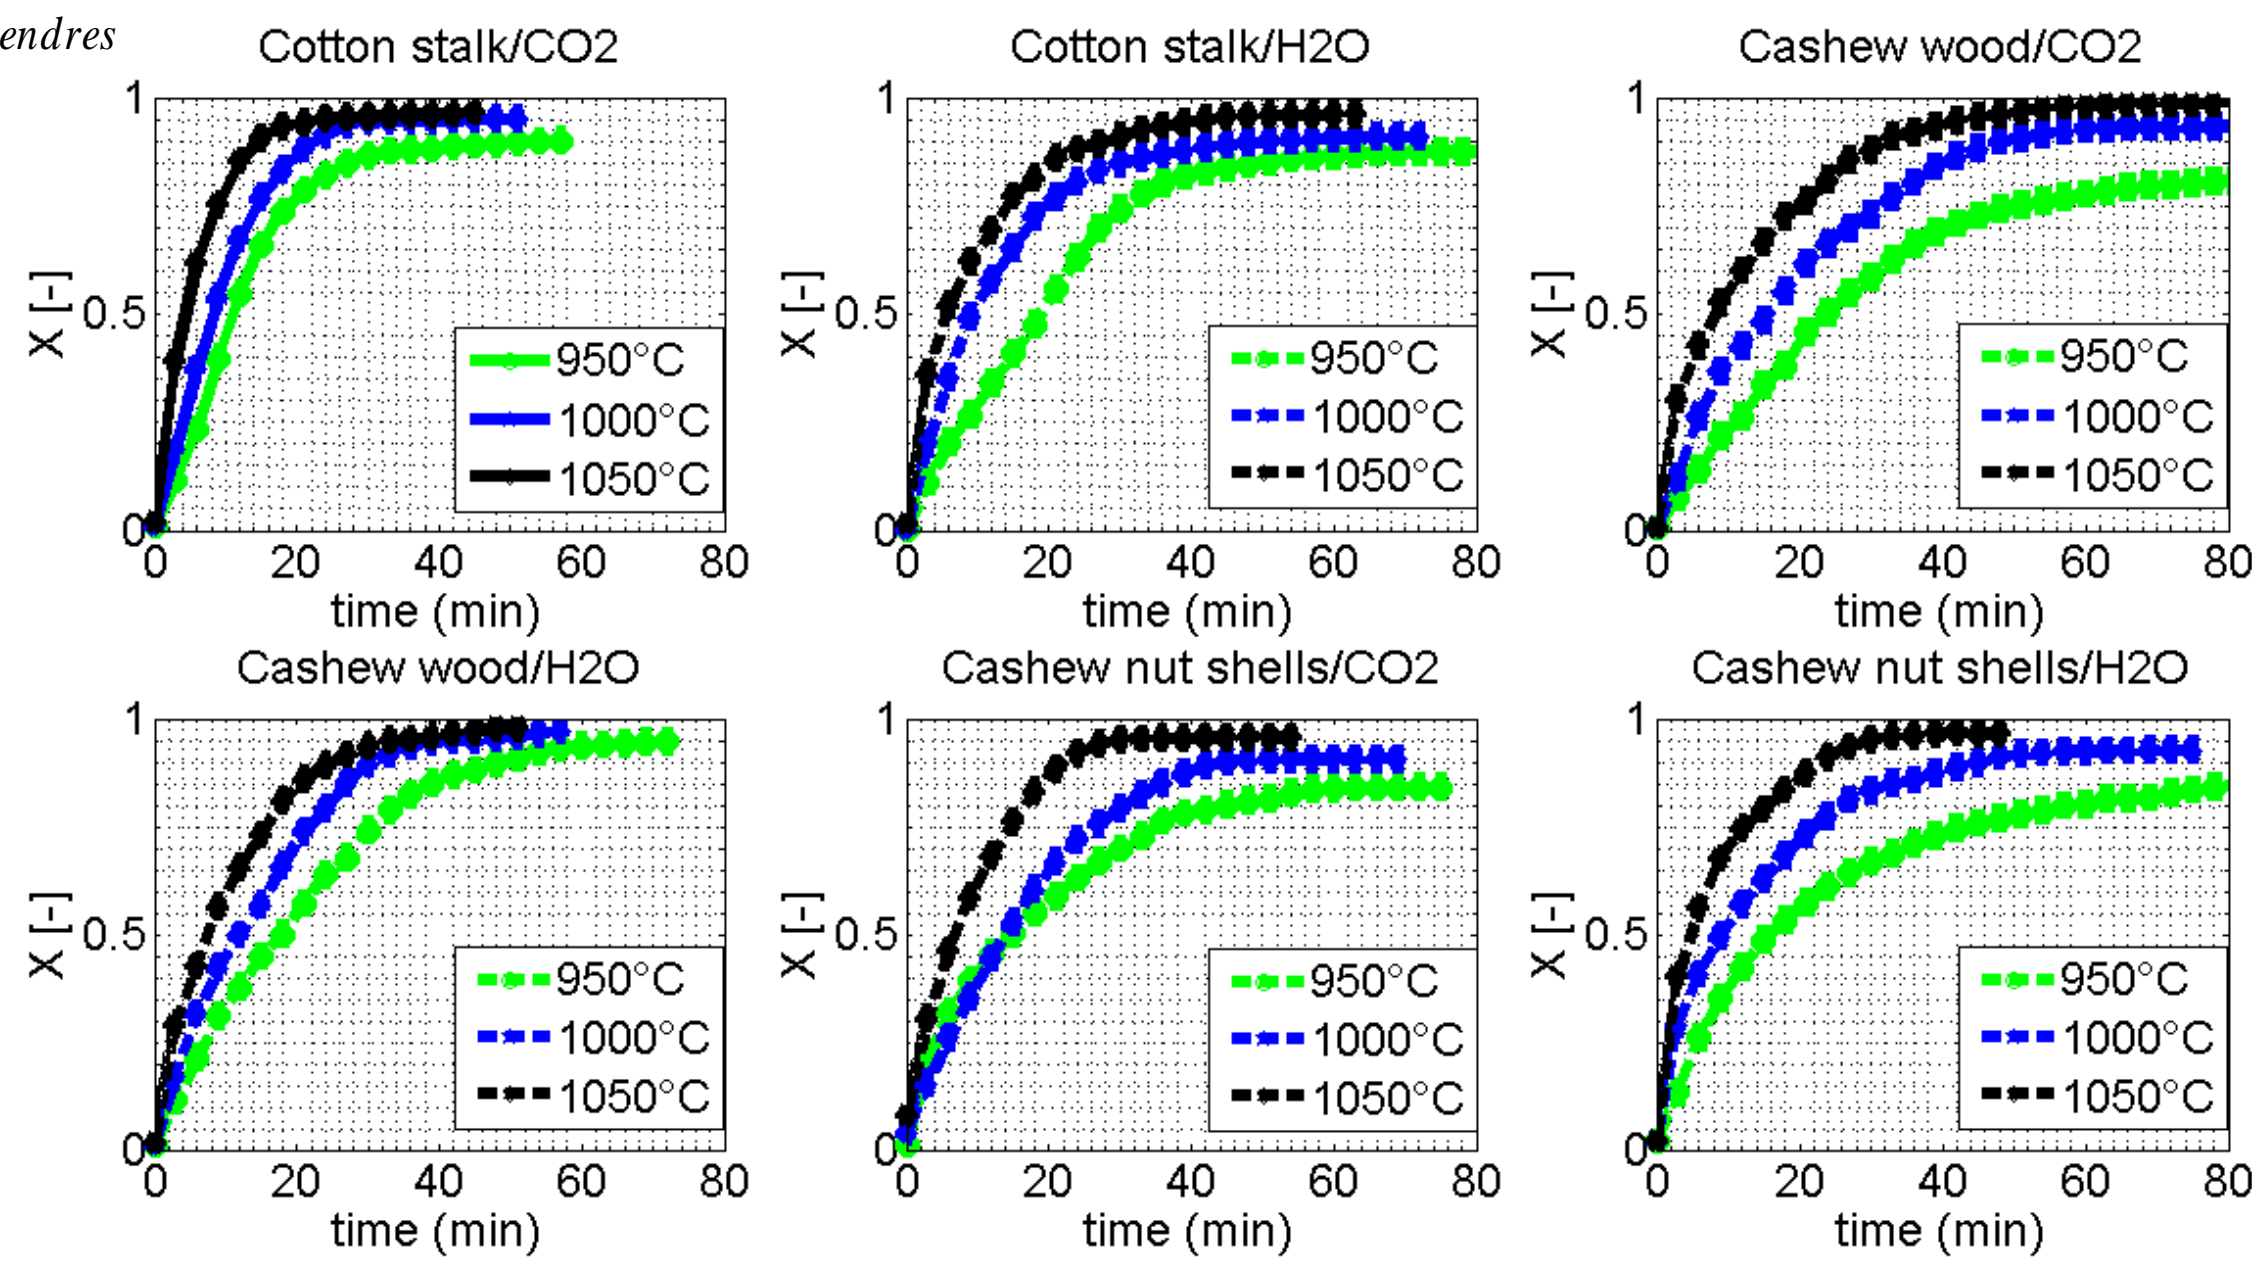 endres
Cotton stalk/CO2
1
0.5
0
X [-]
950°C
1000°C
1050°C
0 20 40 60 80
time (min)
Cotton stalk/H2O
1
0.5
0
X [-]
950°C
1000°C
1050°C
0 20 40 60 80
time (min)
Cashew wood/CO2
1
0.5
0
X [-]
950°C
1000°C
1050°C
0 20 40 60 80
time (min)
Cashew wood/H2O
1
0.5
0
X [-]
950°C
1000°C
1050°C
0 20 40 60 80
time (min)
Cashew nut shells/CO2
1
0.5
0
X [-]
950°C
1000°C
1050°C
0 20 40 60 80
time (min)
Cashew nut shells/H2O
1
0.5
0
X [-]
950°C
1000°C
1050°C
0 20 40 60 80
time (min)